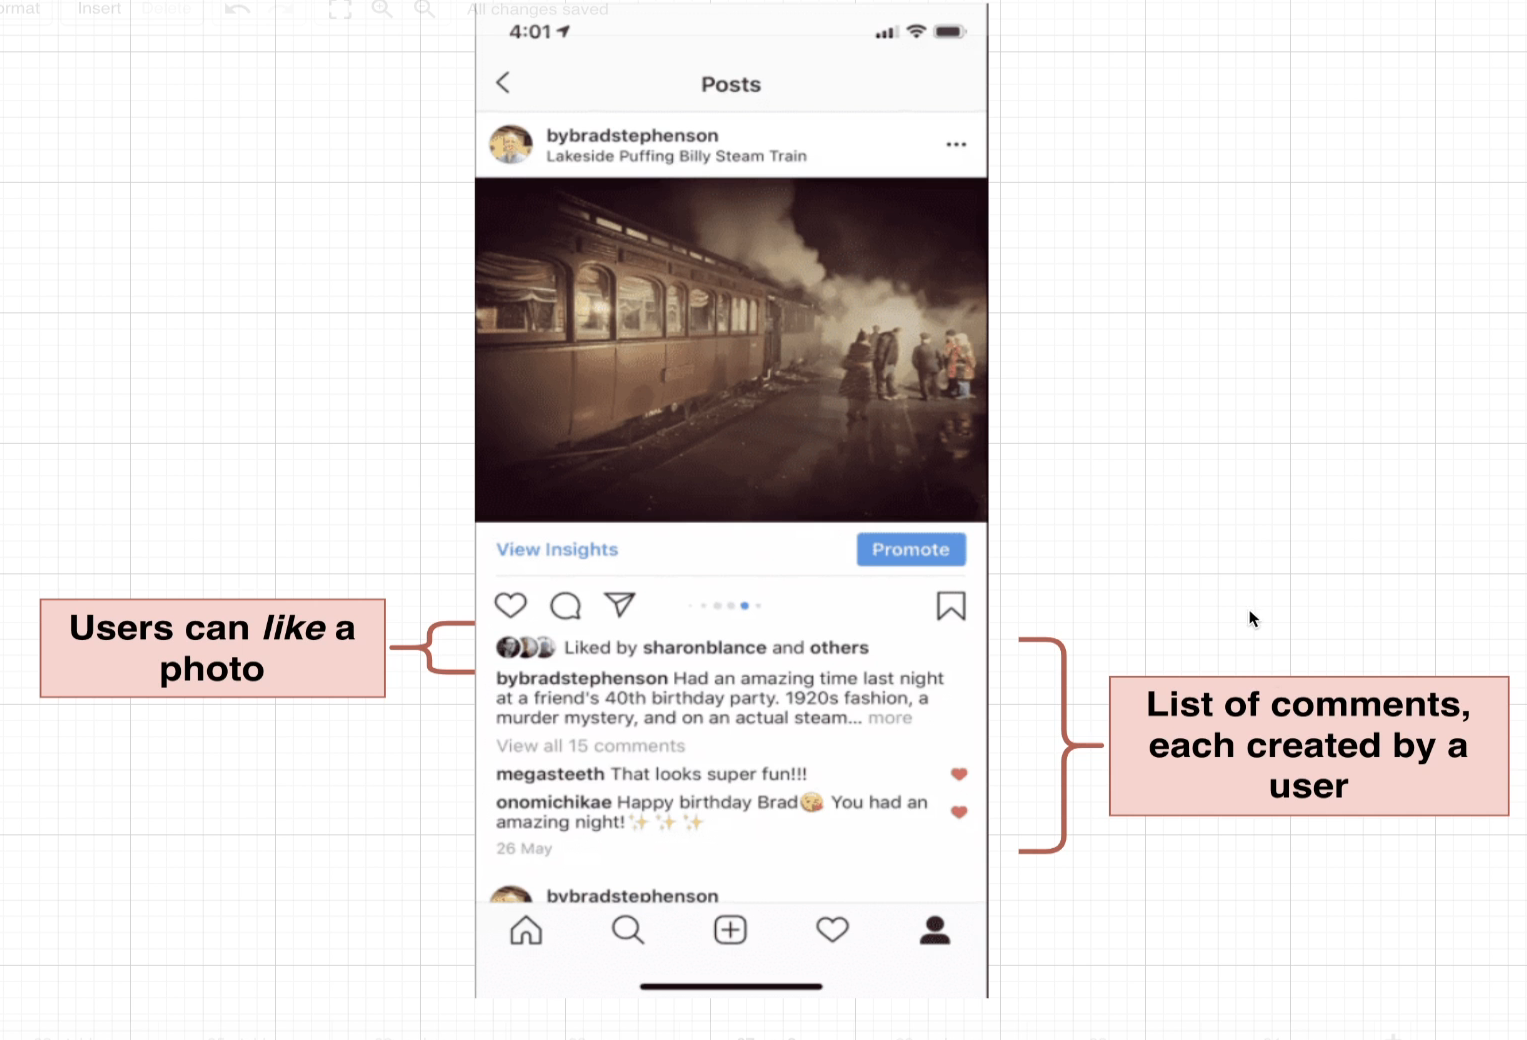 ormat Insert Delete All changes saved
4:01
Posts
bybradstephenson
Lakeside Puffing Billy Steam Train
View Insights
Promote
Users can like a
photo
Liked by sharonblance and others
bybradstephenson Had an amazing time last night
at a friend's 40th birthday party. 1920s fashion, a
murder mystery, and on an actual steam... more
View all 15 comments
megasteeth That looks super fun!!!
onomichikae Happy birthday Brad😘 You had an
amazing night!✨✨✨
26 May
List of comments,
each created by a
user
bybradstephenson